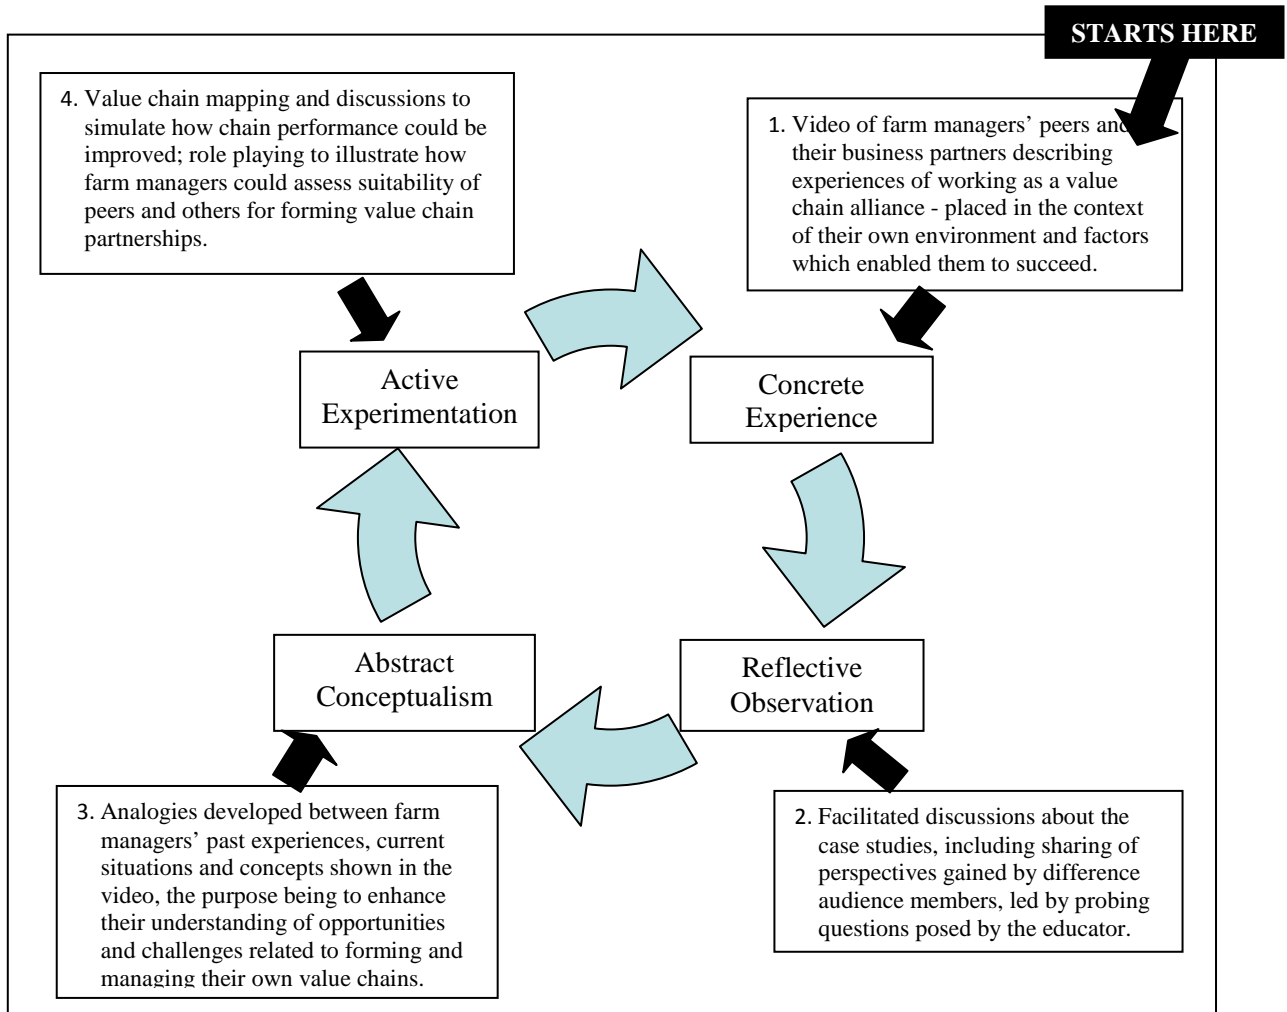 STARTS HERE
4. Value chain mapping and discussions to
simulate how chain performance could be
improved; role playing to illustrate how
farm managers could assess suitability of
peers and others for forming value chain
partnerships.
1. Video of farm managers’ peers and
their business partners describing
experiences of working as a value
chain alliance - placed in the context
of their own environment and factors
which enabled them to succeed.
Active
Experimentation
Concrete
Experience
Abstract
Conceptualism
Reflective
Observation
3. Analogies developed between farm
managers’ past experiences, current
situations and concepts shown in the
video, the purpose being to enhance
their understanding of opportunities
and challenges related to forming and
managing their own value chains.
2. Facilitated discussions about the
case studies, including sharing of
perspectives gained by difference
audience members, led by probing
questions posed by the educator.